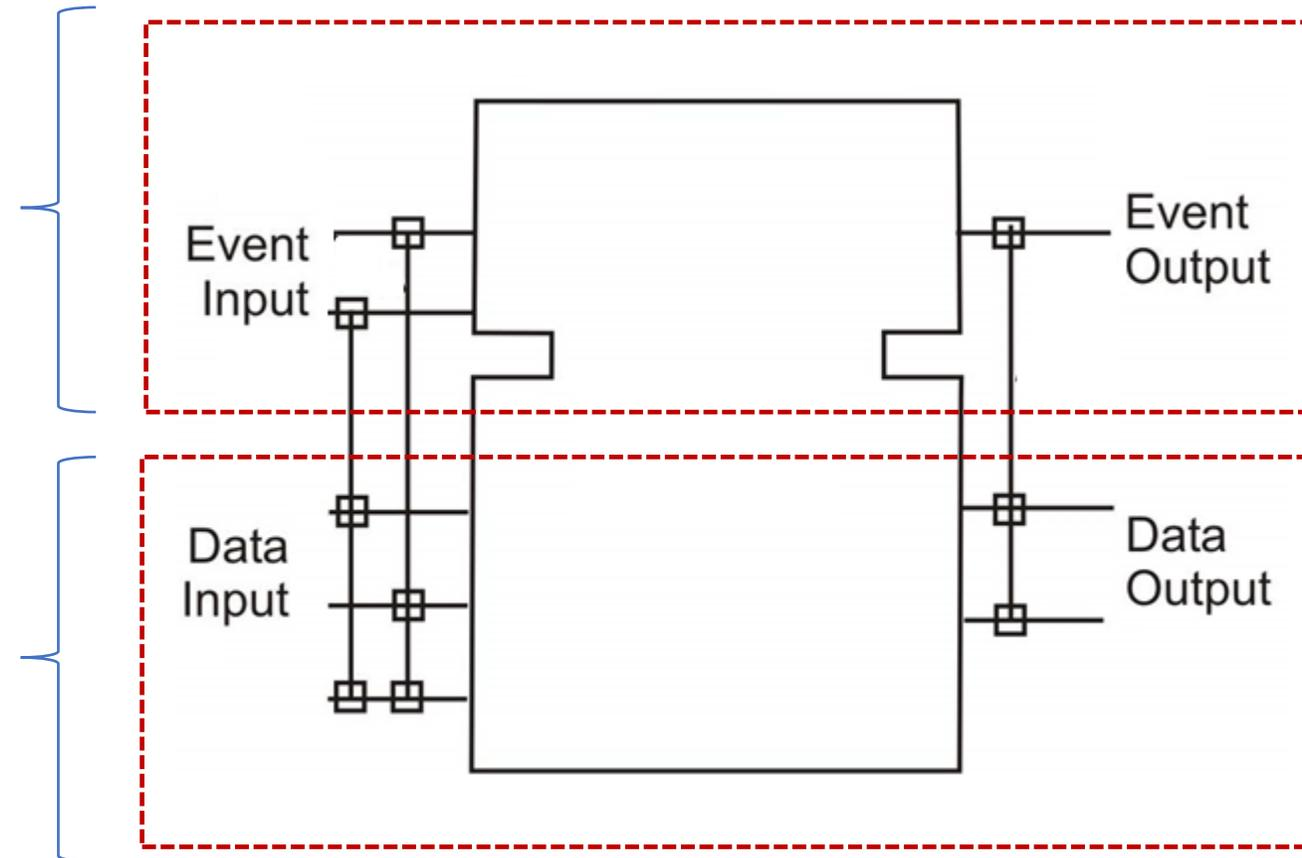 Event
Input
Event
Output
Data
Input
Data
Output